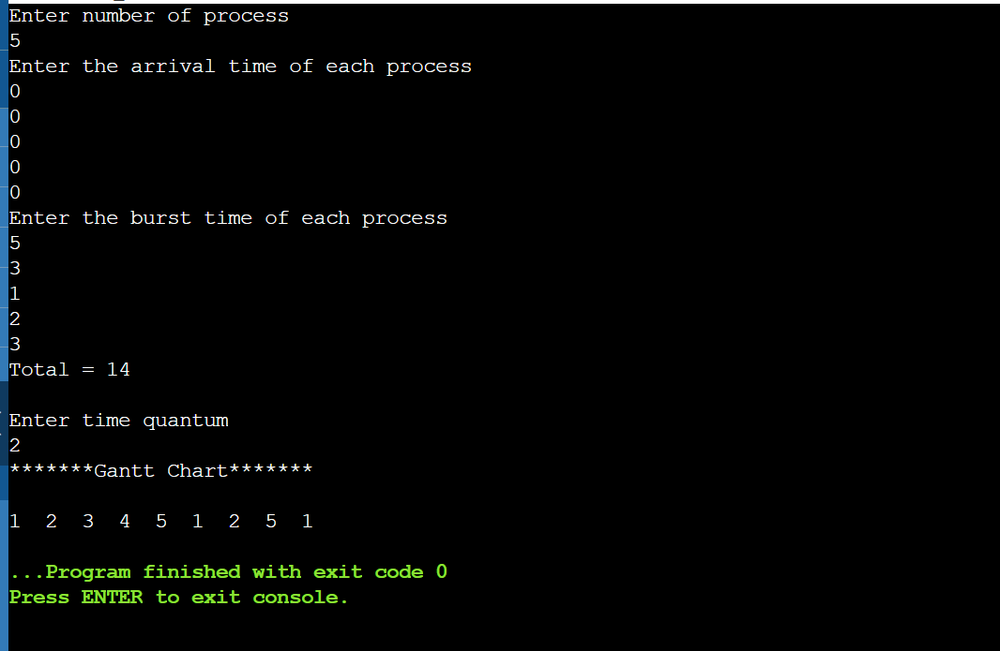 Enter number of process
5
Enter the arrival time of each process
0
0
0
0
0
Enter the burst time of each process
5
3
1
2
3
Total = 14
Enter time quantum
2
*******Gantt Chart*******
1 2 3 4 5 1 2 5 1
...Program finished with exit code 0
Press ENTER to exit console.